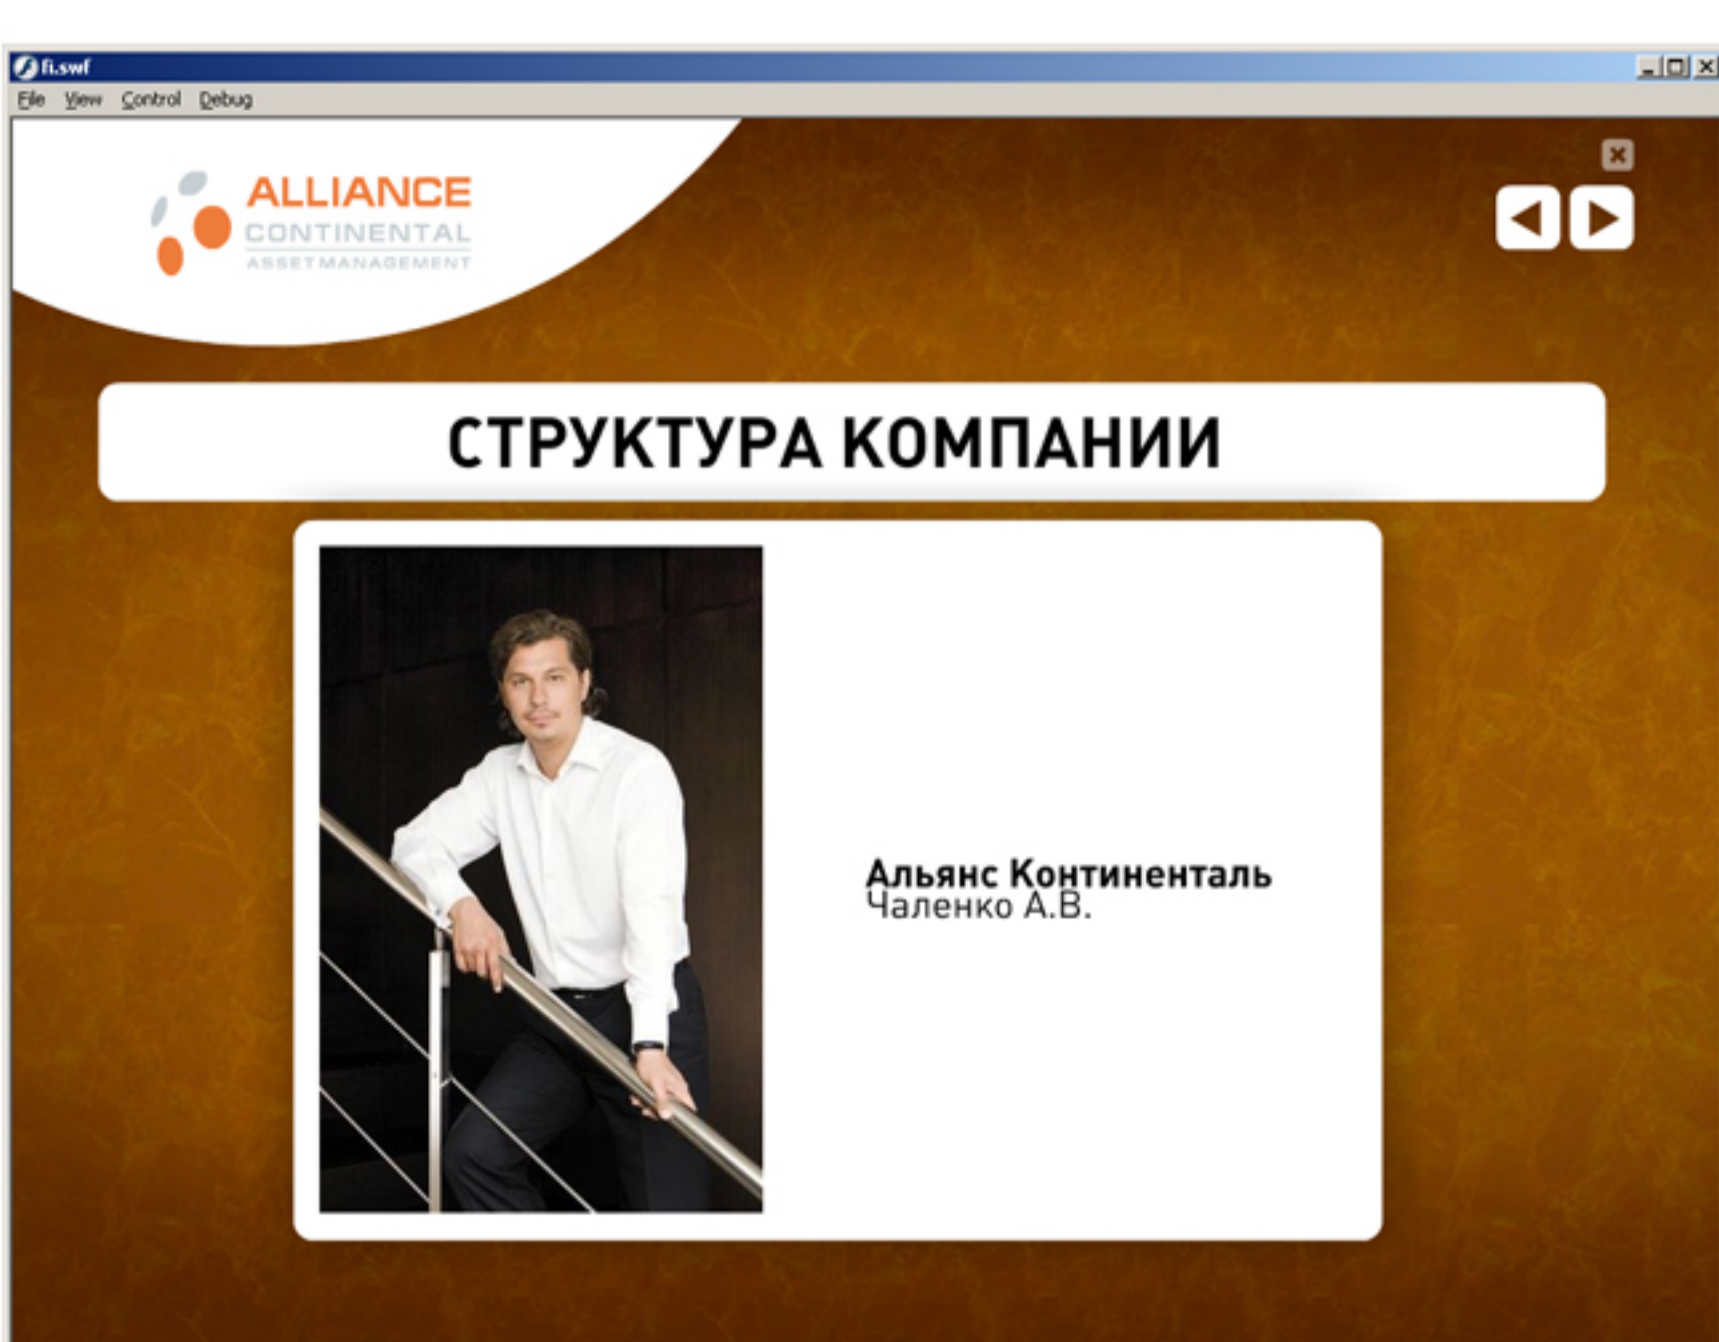 fi.swf
File View Control Debug
ALLIANCE
CONTINENTAL
ASSET MANAGEMENT
СТРУКТУРА КОМПАНИИ
Альянс Континенталь
Чаленко А.В.